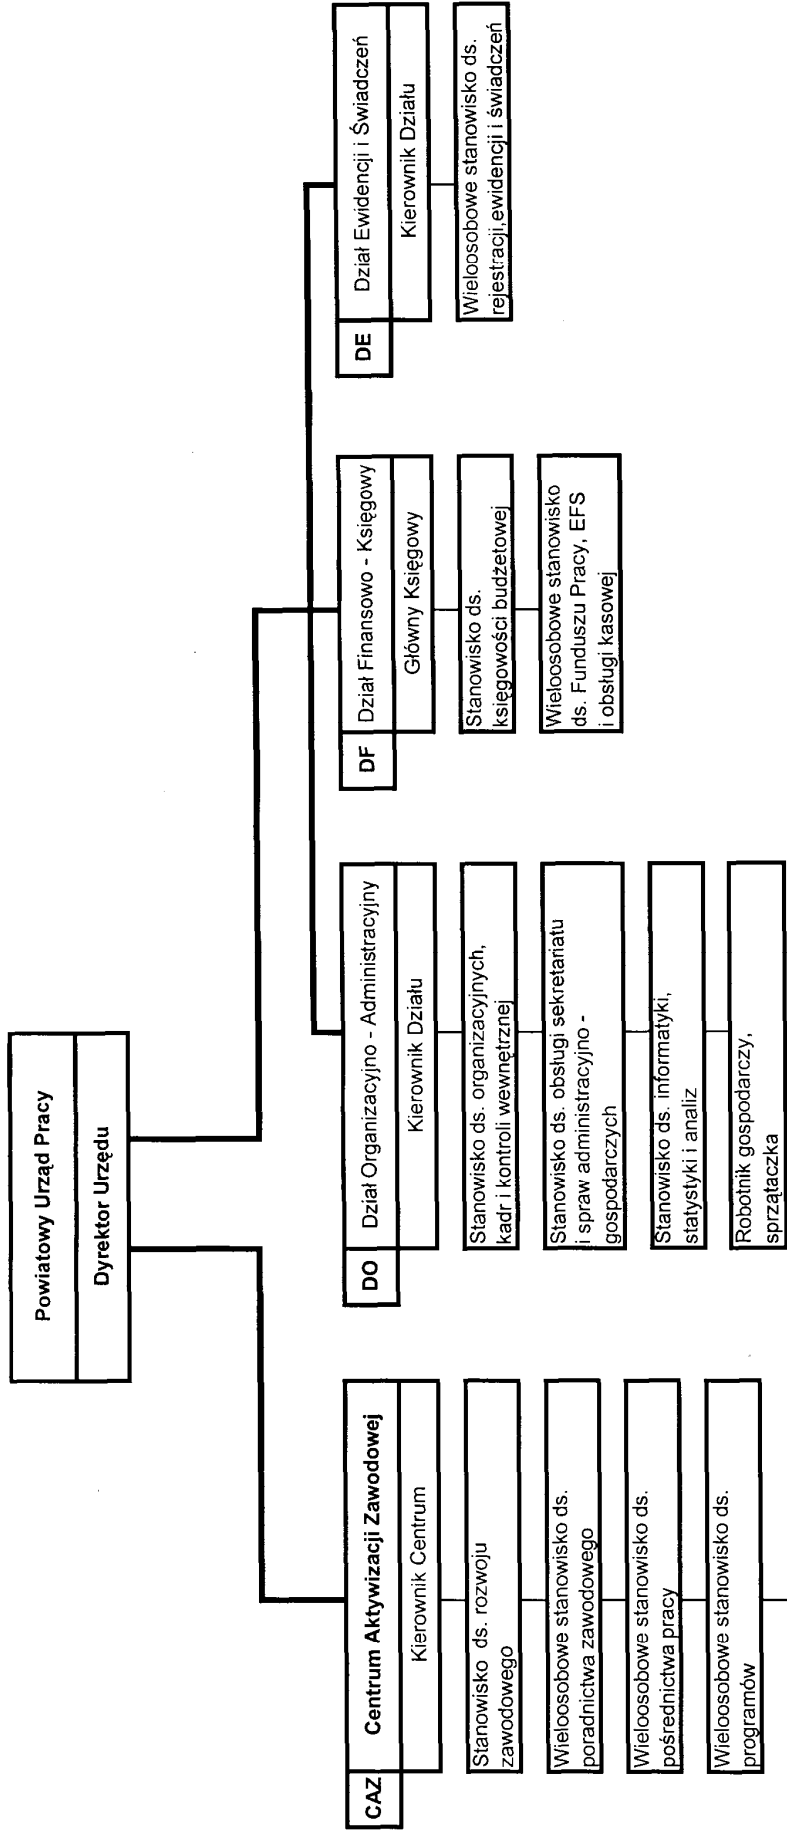 Powiatowy Urząd Pracy
Dyrektor Urzędu
CAZ
Centrum Aktywizacji Zawodowej
Kierownik Centrum
Stanowisko ds. rozwoju
zawodowego
Wieloosobowe stanowisko ds.
poradnictwa zawodowego
Wieloosobowe stanowisko ds.
pośrednictwa pracy
Wieloosobowe stanowisko ds.
programów
DO
Dział Organizacyjno - Administracyjny
Kierownik Działu
Stanowisko ds. organizacyjnych,
kadr i kontroli wewnętrznej
Stanowisko ds. obsługi sekretariatu
i spraw administracyjno -
gospodarczych
Stanowisko ds. informatyki,
statystyki i analiz
Robotnik gospodarczy,
sprzątaczka
DF
Dział Finansowo - Księgowy
Główny Księgowy
Stanowisko ds.
księgowości budżetowej
Wieloosobowe stanowisko
ds. Funduszu Pracy, EFS
i obsługi kasowej
DE
Dział Ewidencji i Świadczeń
Kierownik Działu
Wieloosobowe stanowisko ds.
rejestracji,ewidencji i świadczeń